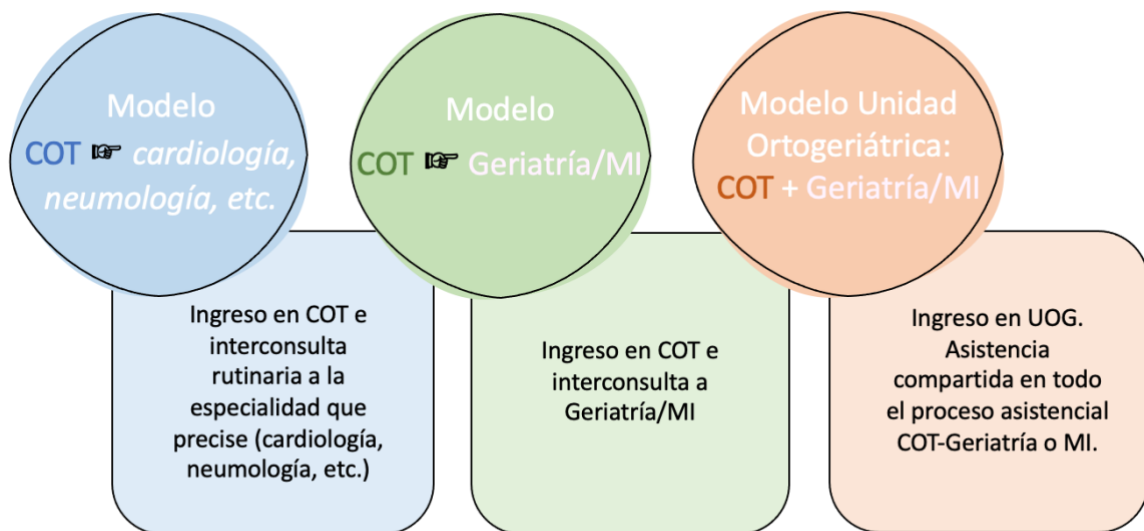 Modelo
COT ☞ cardiología,
neumología, etc.
Ingreso en COT e
interconsulta
rutinaria a la
especialidad que
precise (cardiología,
neumología, etc.)
Modelo
COT ☞ Geriatría/MI
Ingreso en COT e
interconsulta a
Geriatría/MI
Modelo Unidad
Ortogeriátrica:
COT + Geriatría/MI
Ingreso en UOG.
Asistencia
compartida en todo
el proceso asistencial
COT-Geriatría o MI.